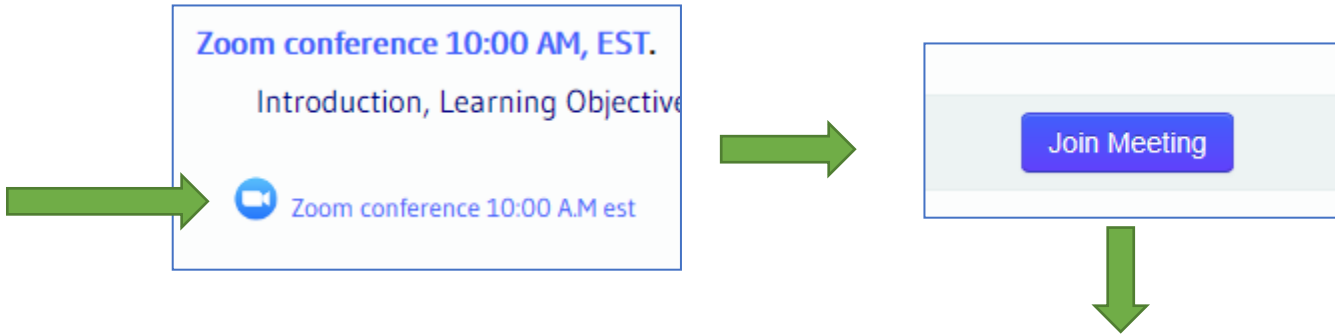 Zoom conference 10:00 AM, EST.
Introduction, Learning Objective
Zoom conference 10:00 A.M est
Join Meeting